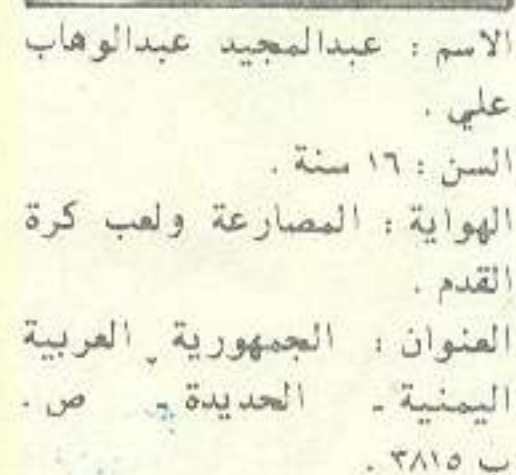 الاسم : عبدالمجيد عبدالوهاب
علي .
السن : ١٦ سنة .
الهواية : المصارعة ولعب كرة
القدم .
العنوان : الجمهورية العربية
اليمنية - الحديدة - ص .
ب ٣٨١٥ .